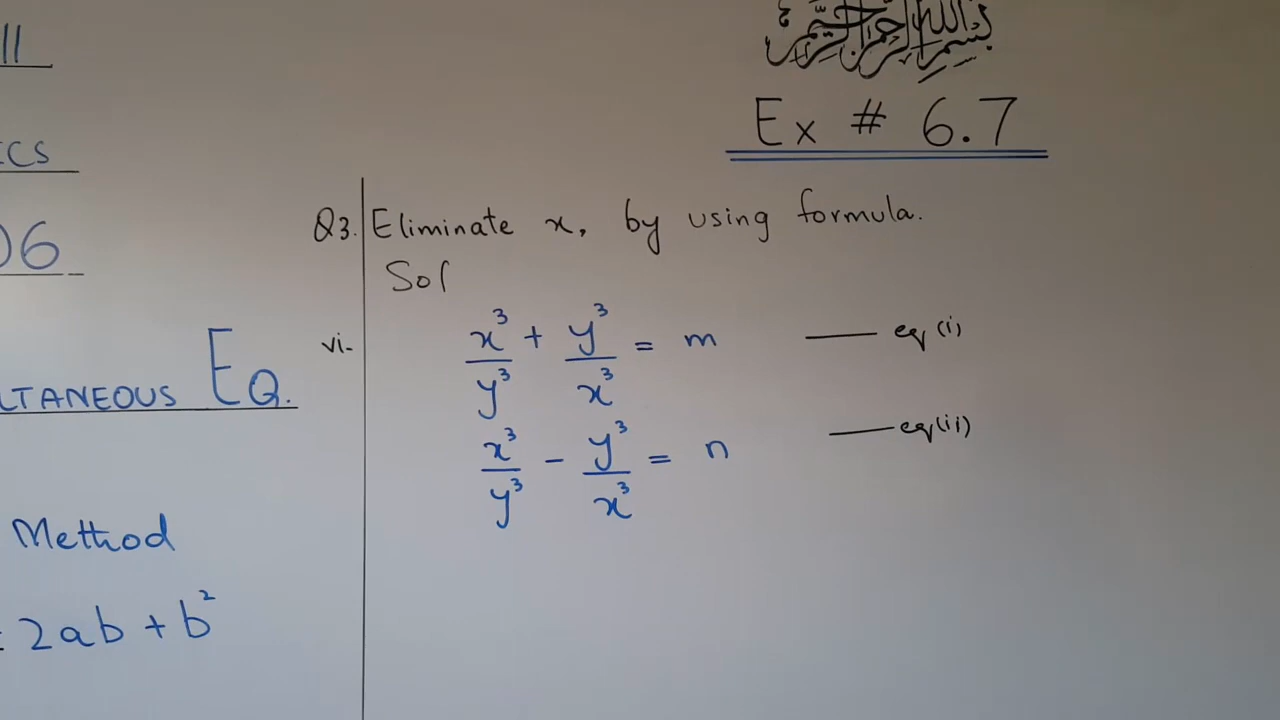 بسم الله الرحمن الرحيم
ll
Ex # 6.7
ICS
06
Q3. Eliminate x, by using formula.
Sol
vi- x³/y³ + y³/x³ = m —— eq(i)
LTANEOUS EQ.
x³/y³ - y³/x³ = n —— eq(ii)
Method
2ab + b²